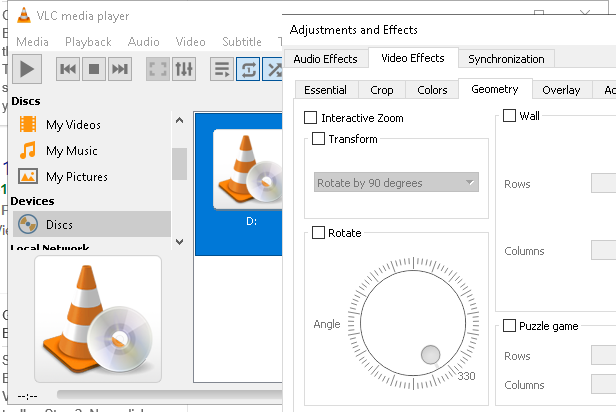 VLC media player
Media Playback Audio Video Subtitle T
Discs
My Videos
My Music
My Pictures
Devices
Discs
Local Network
D:
--:--
Adjustments and Effects
Audio Effects Video Effects Synchronization
Essential Crop Colors Geometry Overlay
Interactive Zoom
Transform
Rotate by 90 degrees
Rotate
Angle
330
Wall
Rows
Columns
Puzzle game
Rows
Columns